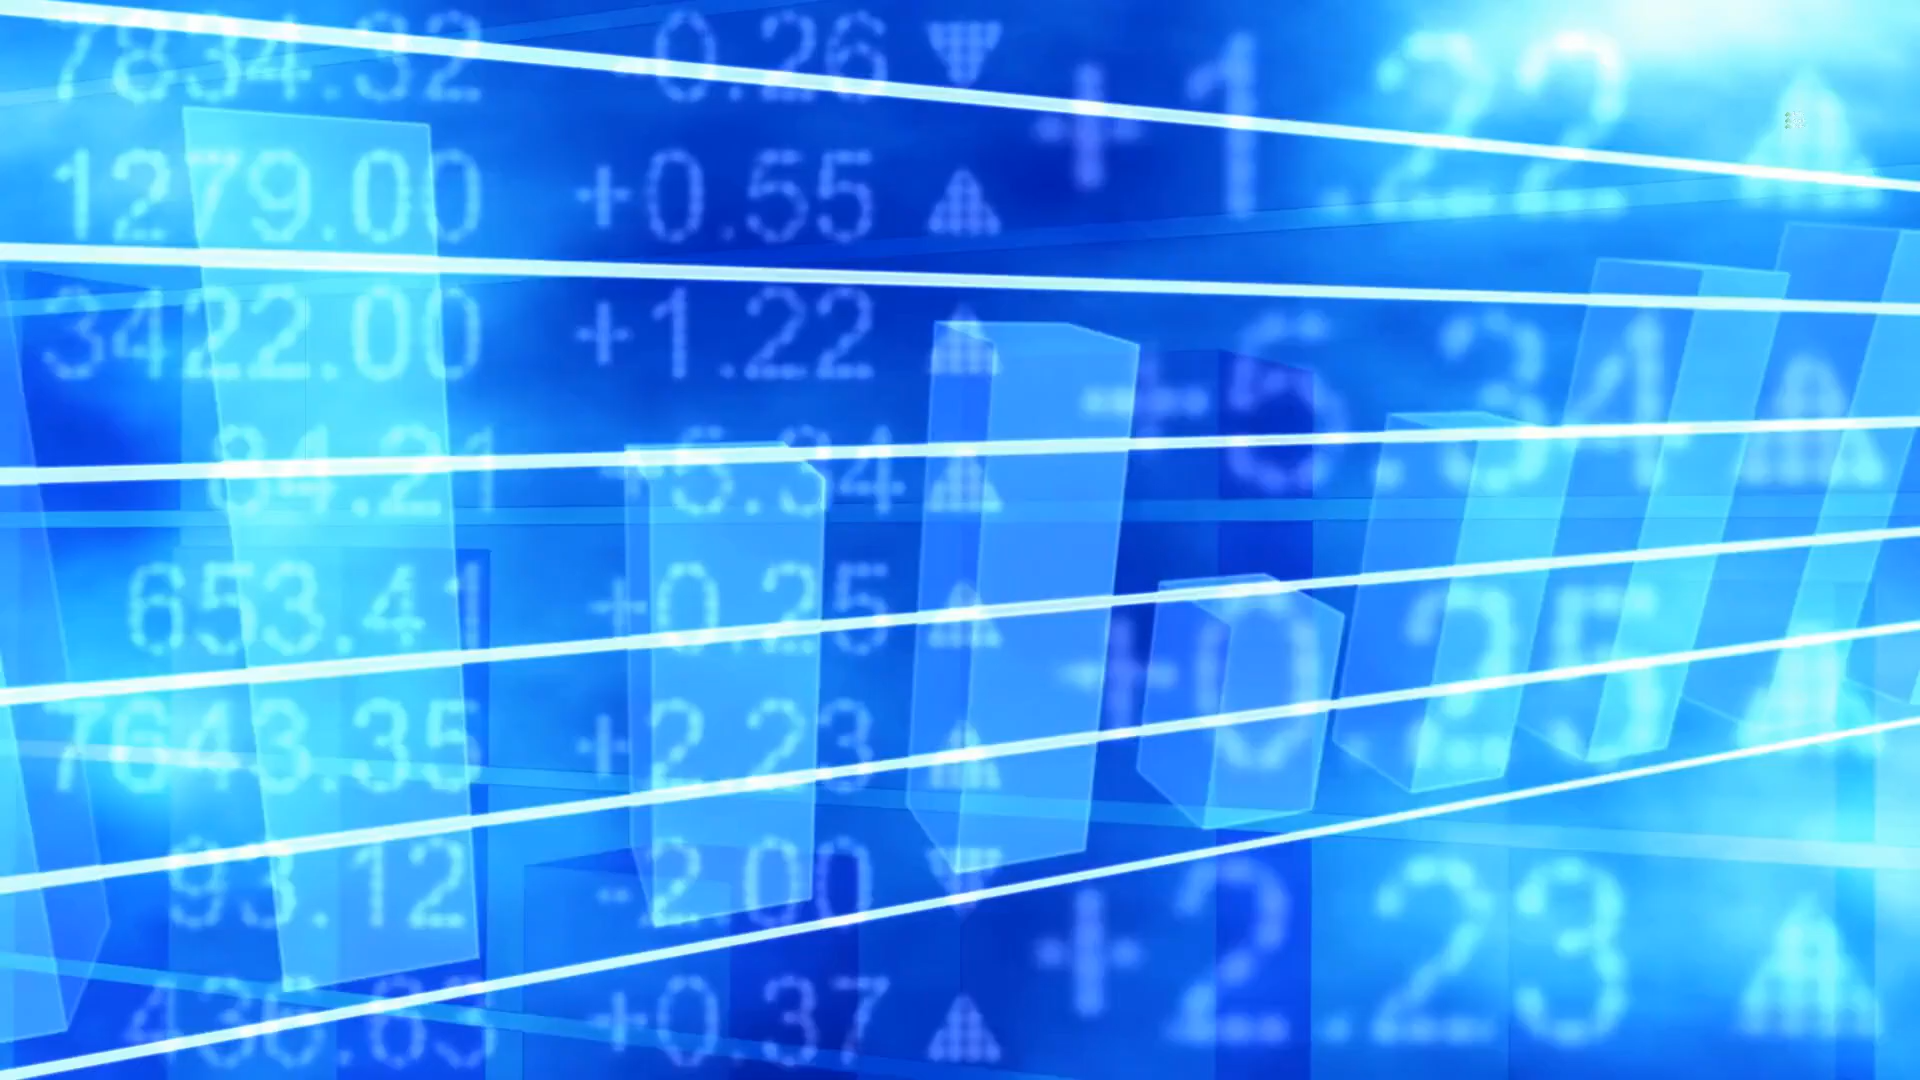 7834.32 -0.26 ▼
1279.00 +0.55 ▲
3422.00 +1.22 ▲
84.21 +5.34 ▲
653.41 +0.25 ▲
7643.35 +2.23 ▲
93.12 -2.00 ▼
436.63 +0.37 ▲
+1.22 ▲
+5.34 ▲
+0.25 ▲
+2.23 ▲